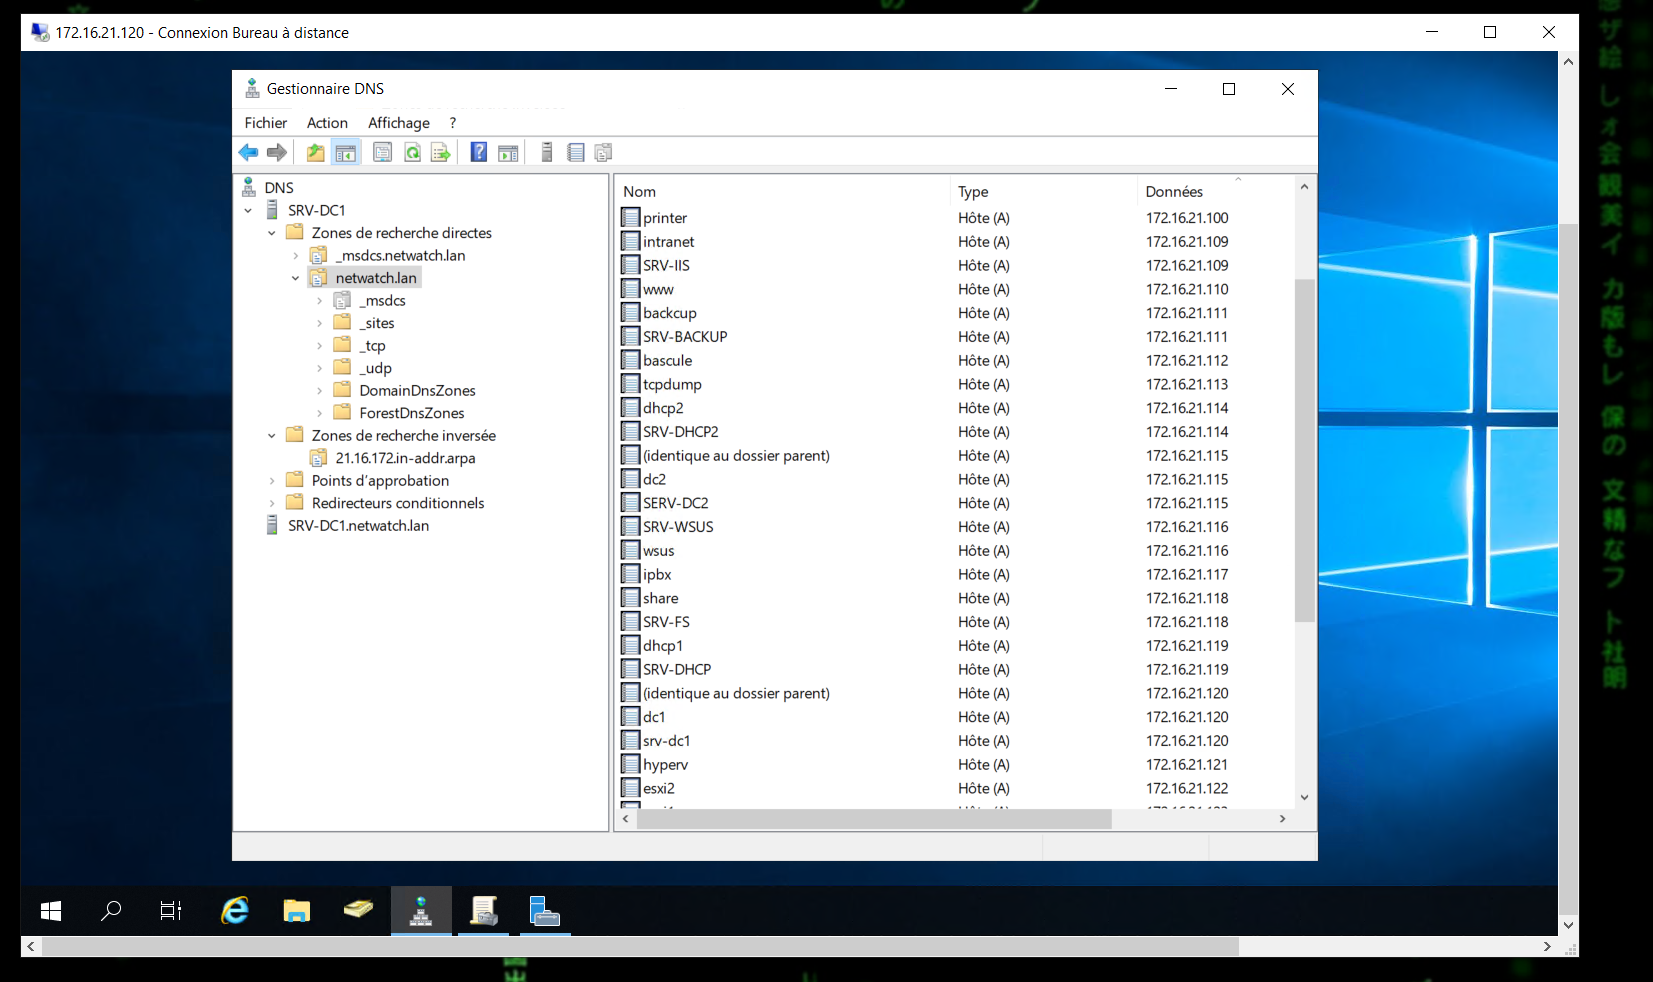 172.16.21.120 - Connexion Bureau à distance
Gestionnaire DNS
Fichier Action Affichage ?
DNS
SRV-DC1
Zones de recherche directes
_msdcs.netwatch.lan
netwatch.lan
_msdcs
_sites
_tcp
_udp
DomainDnsZones
ForestDnsZones
Zones de recherche inversée
21.16.172.in-addr.arpa
Points d'approbation
Redirecteurs conditionnels
SRV-DC1.netwatch.lan
Nom Type Données
printer Hôte (A) 172.16.21.100
intranet Hôte (A) 172.16.21.109
SRV-IIS Hôte (A) 172.16.21.109
www Hôte (A) 172.16.21.110
backcup Hôte (A) 172.16.21.111
SRV-BACKUP Hôte (A) 172.16.21.111
bascule Hôte (A) 172.16.21.112
tcpdump Hôte (A) 172.16.21.113
dhcp2 Hôte (A) 172.16.21.114
SRV-DHCP2 Hôte (A) 172.16.21.114
(identique au dossier parent) Hôte (A) 172.16.21.115
dc2 Hôte (A) 172.16.21.115
SERV-DC2 Hôte (A) 172.16.21.115
SRV-WSUS Hôte (A) 172.16.21.116
wsus Hôte (A) 172.16.21.116
ipbx Hôte (A) 172.16.21.117
share Hôte (A) 172.16.21.118
SRV-FS Hôte (A) 172.16.21.118
dhcp1 Hôte (A) 172.16.21.119
SRV-DHCP Hôte (A) 172.16.21.119
(identique au dossier parent) Hôte (A) 172.16.21.120
dc1 Hôte (A) 172.16.21.120
srv-dc1 Hôte (A) 172.16.21.120
hyperv Hôte (A) 172.16.21.121
esxi2 Hôte (A) 172.16.21.122